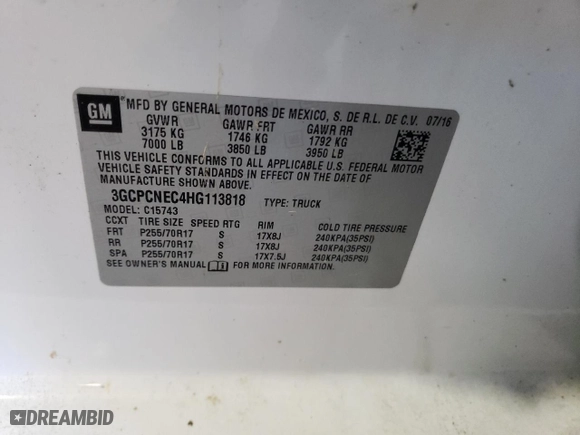 GM
MFD BY GENERAL MOTORS DE MEXICO, S. DE R.L. DE C.V. 07/16
GVWR GAWR FRT GAWR RR
3175 KG 1746 KG 1792 KG
7000 LB 3850 LB 3950 LB
THIS VEHICLE CONFORMS TO ALL APPLICABLE U.S. FEDERAL MOTOR
VEHICLE SAFETY STANDARDS IN EFFECT ON THE DATE OF
MANUFACTURE SHOWN ABOVE.
3GCPCNEC4HG113818 TYPE: TRUCK
MODEL: C15743
CCXT TIRE SIZE SPEED RTG RIM COLD TIRE PRESSURE
FRT P255/70R17 S 17X8J 240KPA(35PSI)
RR P255/70R17 S 17X8J 240KPA(35PSI)
SPA P255/70R17 S 17X7.5J 240KPA(35PSI)
SEE OWNER'S MANUAL FOR MORE INFORMATION
DREAMBID